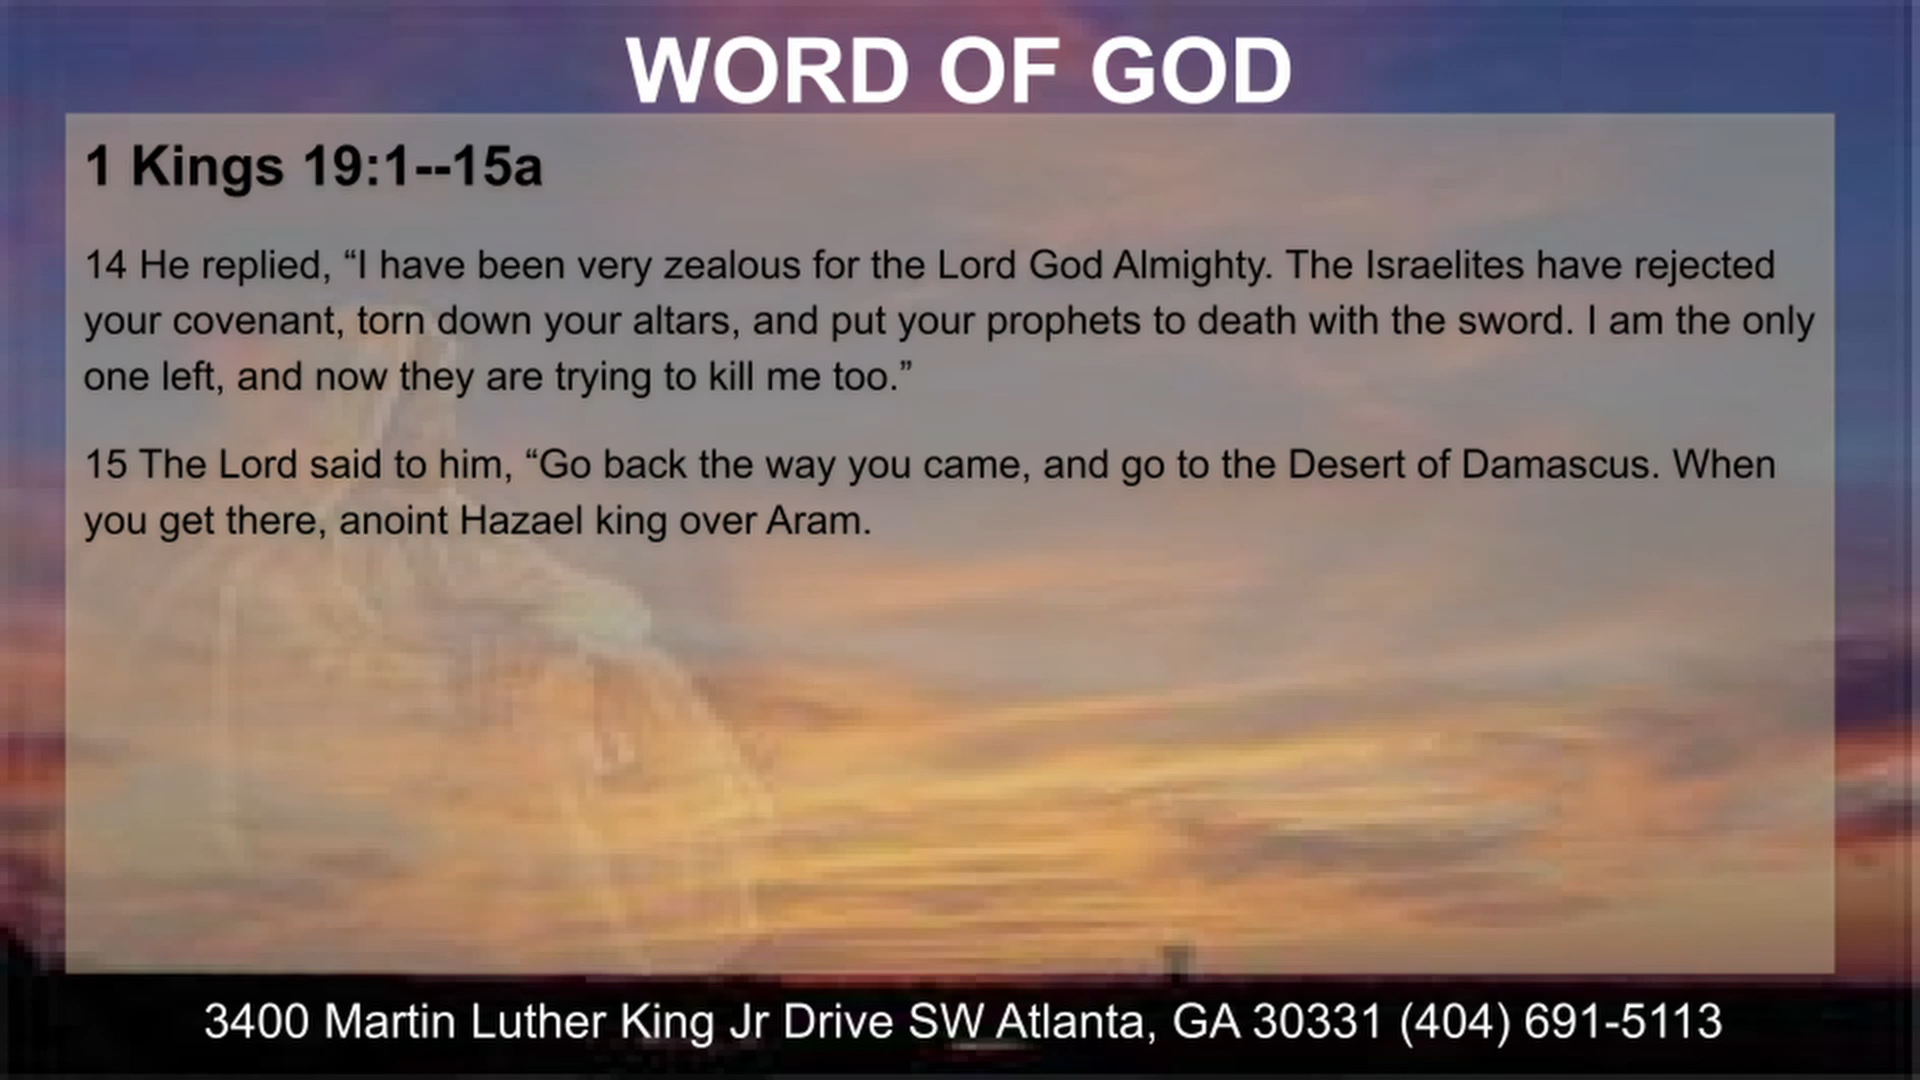 WORD OF GOD
1 Kings 19:1--15a
14 He replied, “I have been very zealous for the Lord God Almighty. The Israelites have rejected
your covenant, torn down your altars, and put your prophets to death with the sword. I am the only
one left, and now they are trying to kill me too.”
15 The Lord said to him, “Go back the way you came, and go to the Desert of Damascus. When
you get there, anoint Hazael king over Aram.
3400 Martin Luther King Jr Drive SW Atlanta, GA 30331 (404) 691-5113